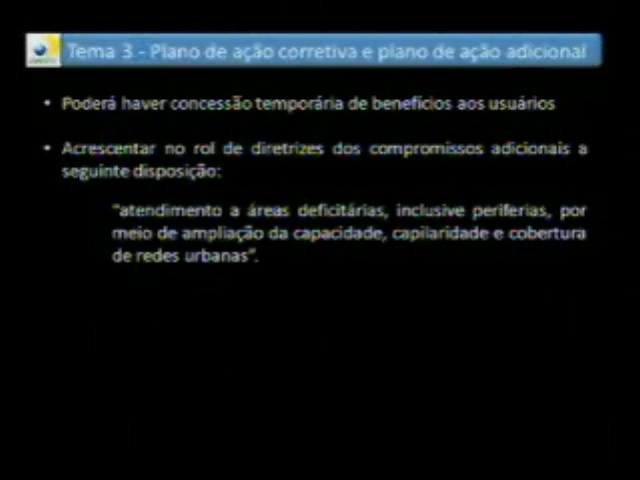 Tema 3 - Plano de ação corretiva e plano de ação adicional
• Poderá haver concessão temporária de benefícios aos usuários
• Acrescentar no rol de diretrizes dos compromissos adicionais a
seguinte disposição:
"atendimento a áreas deficitárias, inclusive periferias, por
meio de ampliação da capacidade, capilaridade e cobertura
de redes urbanas".